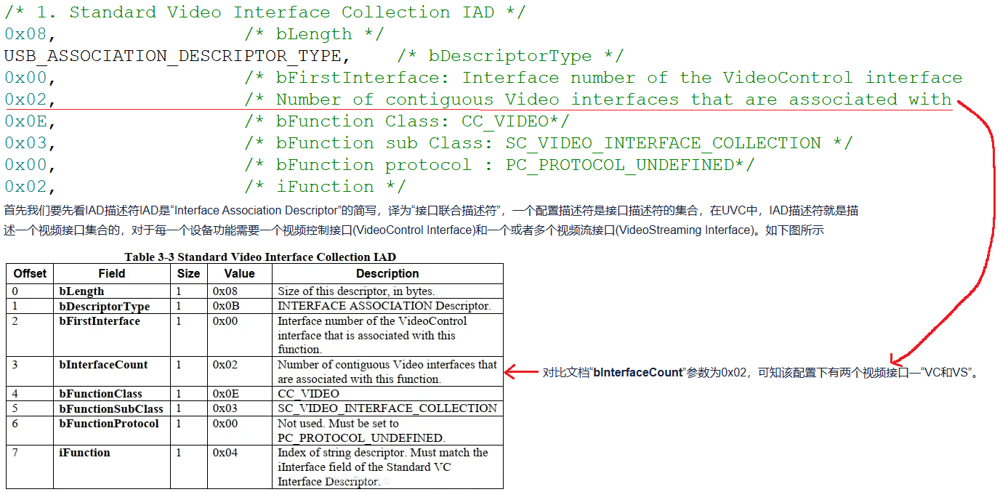 /* 1. Standard Video Interface Collection IAD */
0x08, /* bLength */
USB_ASSOCIATION_DESCRIPTOR_TYPE, /* bDescriptorType */
0x00, /* bFirstInterface: Interface number of the VideoControl interface
0x02, /* Number of contiguous Video interfaces that are associated with
0x0E, /* bFunction Class: CC_VIDEO*/
0x03, /* bFunction sub Class: SC_VIDEO_INTERFACE_COLLECTION */
0x00, /* bFunction protocol : PC_PROTOCOL_UNDEFINED*/
0x02, /* iFunction */
首先我们要先看IAD描述符IAD是“Interface Association Descriptor”的简写，译为“接口联合描述符”，一个配置描述符是接口描述符的集合，在UVC中，IAD描述符就是描
述一个视频接口集合的，对于每一个设备功能需要一个视频控制接口(VideoControl Interface)和一个或者多个视频流接口(VideoStreaming Interface)。如下图所示
Table 3-3 Standard Video Interface Collection IAD
Offset Field Size Value Description
0 bLength 1 0x08 Size of this descriptor, in bytes.
1 bDescriptorType 1 0x0B INTERFACE ASSOCIATION Descriptor.
2 bFirstInterface 1 0x00 Interface number of the VideoControl
interface that is associated with this
function.
3 bInterfaceCount 1 0x02 Number of contiguous Video interfaces that
are associated with this function.
对比文档“bInterfaceCount”参数为0x02，可知该配置下有两个视频接口—“VC和VS”。
4 bFunctionClass 1 0x0E CC_VIDEO
5 bFunctionSubClass 1 0x03 SC_VIDEO_INTERFACE_COLLECTION
6 bFunctionProtocol 1 0x00 Not used. Must be set to
PC_PROTOCOL_UNDEFINED.
7 iFunction 1 0x04 Index of string descriptor. Must match the
iInterface field of the Standard VC
Interface Descriptor.